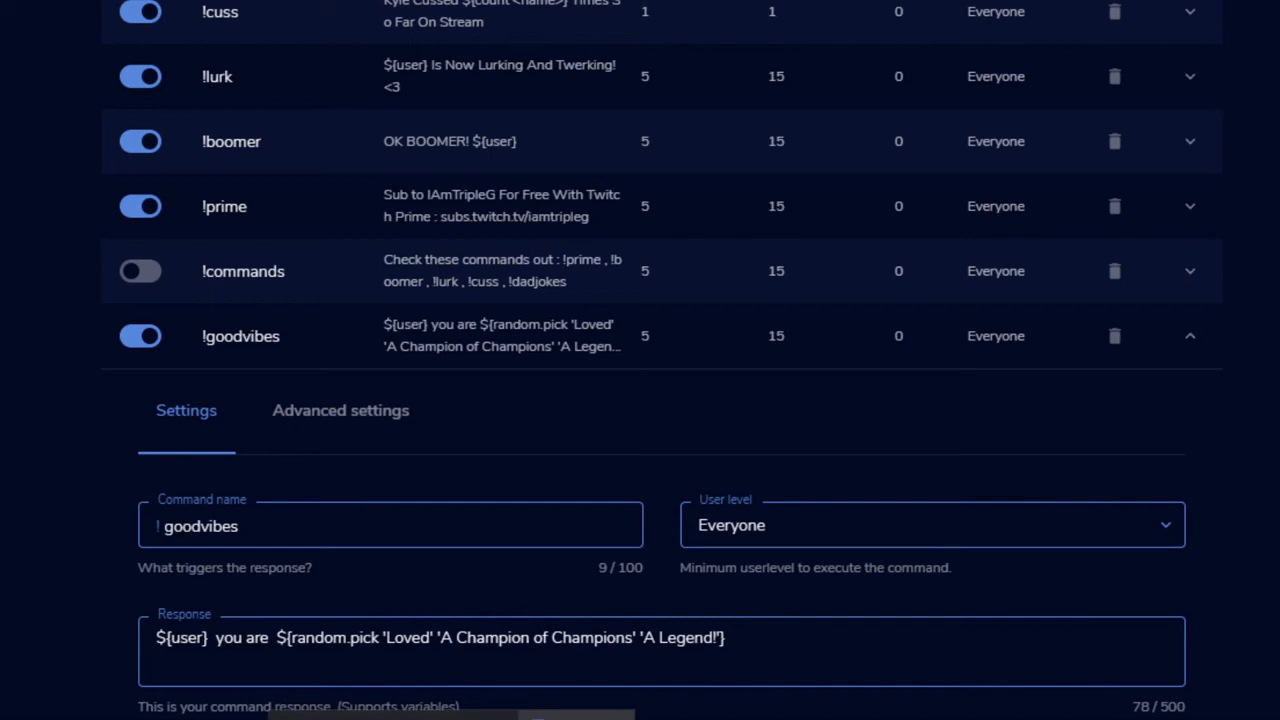 Kyle Cussed ${count <name>} Times S
!cuss
o Far On Stream
1
1
0
Everyone
!lurk
${user} Is Now Lurking And Twerking!
<3
5
15
0
Everyone
!boomer
OK BOOMER! ${user}
5
15
0
Everyone
!prime
Sub to IAmTripleG For Free With Twitc
h Prime : subs.twitch.tv/iamtripleg
5
15
0
Everyone
!commands
Check these commands out : !prime , !b
oomer , !lurk , !cuss , !dadjokes
5
15
0
Everyone
!goodvibes
${user} you are ${random.pick 'Loved'
'A Champion of Champions' 'A Legen...
5
15
0
Everyone
Settings
Advanced settings
Command name
! goodvibes
What triggers the response?
9 / 100
User level
Everyone
Minimum userlevel to execute the command.
Response
${user}  you are  ${random.pick 'Loved' 'A Champion of Champions' 'A Legend!'}
This is your command response. (Supports variables)
78 / 500